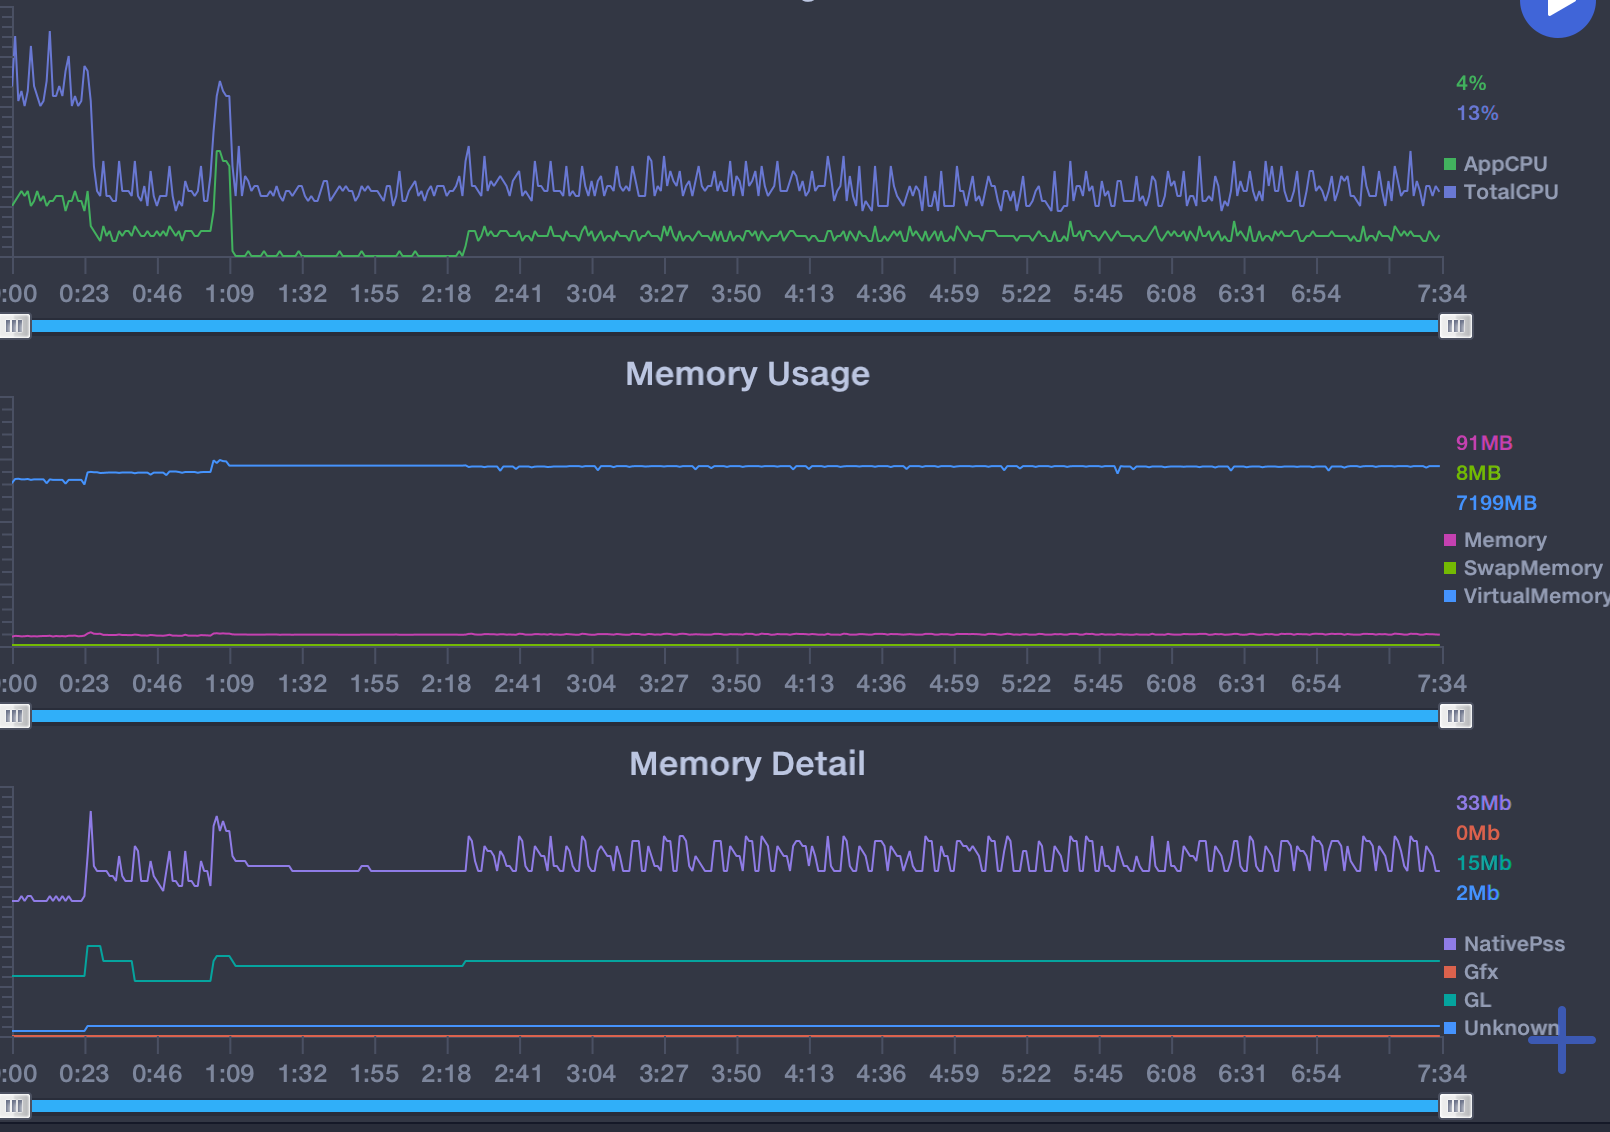 4%
13%
AppCPU
TotalCPU
:00 0:23 0:46 1:09 1:32 1:55 2:18 2:41 3:04 3:27 3:50 4:13 4:36 4:59 5:22 5:45 6:08 6:31 6:54 7:34
Memory Usage
91MB
8MB
7199MB
Memory
SwapMemory
VirtualMemory
:00 0:23 0:46 1:09 1:32 1:55 2:18 2:41 3:04 3:27 3:50 4:13 4:36 4:59 5:22 5:45 6:08 6:31 6:54 7:34
Memory Detail
33Mb
0Mb
15Mb
2Mb
NativePss
Gfx
GL
Unknown
:00 0:23 0:46 1:09 1:32 1:55 2:18 2:41 3:04 3:27 3:50 4:13 4:36 4:59 5:22 5:45 6:08 6:31 6:54 7:34